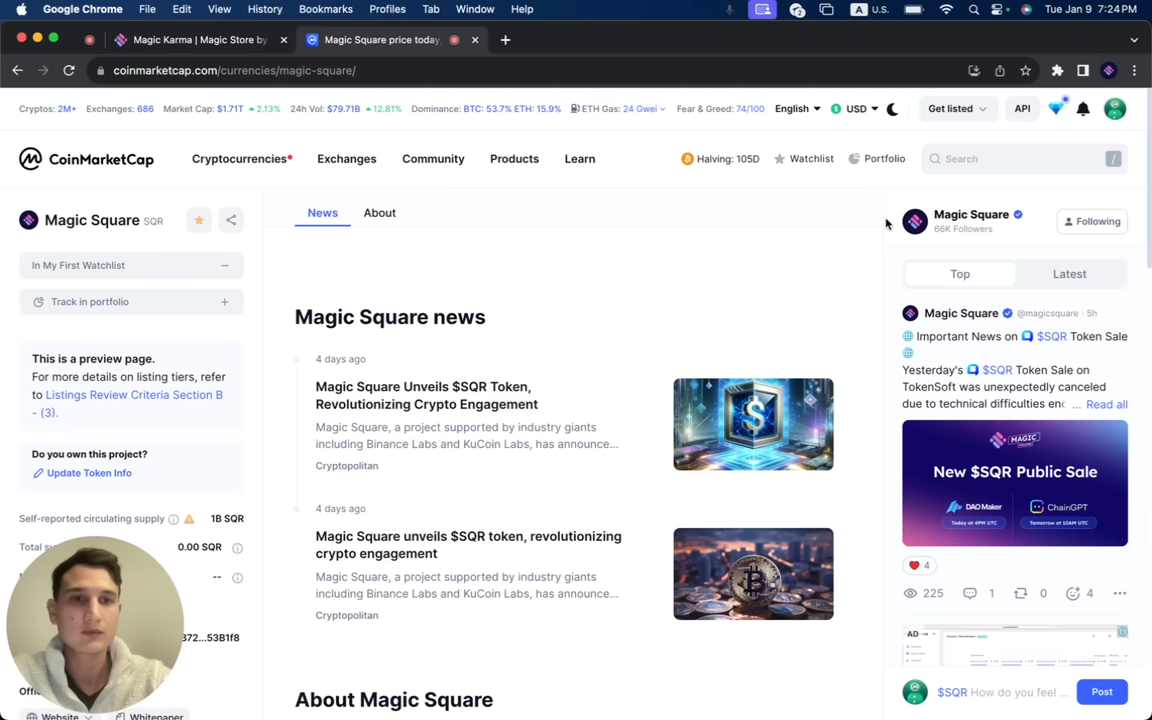 Google Chrome File Edit View History Bookmarks Profiles Tab Window Help
2 A U.S. Tue Jan 9 7:24 PM
Magic Karma | Magic Store by
Magic Square price today,
coinmarketcap.com/currencies/magic-square/
Cryptos: 2M+ Exchanges: 686 Market Cap: $1.71T 2.13% 24h Vol: $79.71B 12.81% Dominance: BTC: 53.7% ETH: 15.9% ETH Gas: 24 Gwei Fear & Greed: 74/100
English USD Get listed API
CoinMarketCap
Cryptocurrencies Exchanges Community Products Learn
Halving: 105D Watchlist Portfolio Search /
Magic Square SQR
In My First Watchlist
Track in portfolio
This is a preview page.
For more details on listing tiers, refer
to Listings Review Criteria Section B
- (3).
Do you own this project?
Update Token Info
Self-reported circulating supply 1B SQR
0.00 SQR
--
372...53B1f8
Website Whitepaper
News About
Magic Square news
4 days ago
Magic Square Unveils $SQR Token,
Revolutionizing Crypto Engagement
Magic Square, a project supported by industry giants
including Binance Labs and KuCoin Labs, has announce...
Cryptopolitan
4 days ago
Magic Square unveils $SQR token, revolutionizing
crypto engagement
Magic Square, a project supported by industry giants
including Binance Labs and KuCoin Labs, has announce...
Cryptopolitan
About Magic Square
Magic Square
66K Followers
Following
Top Latest
Magic Square @magicsquare · 5h
Important News on $SQR Token Sale
Yesterday's $SQR Token Sale on
TokenSoft was unexpectedly canceled
due to technical difficulties enc ... Read all
MAGIC SQUARE
New $SQR Public Sale
DAO Maker ChainGPT
Today at 4PM UTC Tomorrow at 10AM UTC
4
225 1 0 4
AD
$SQR How do you feel ... Post